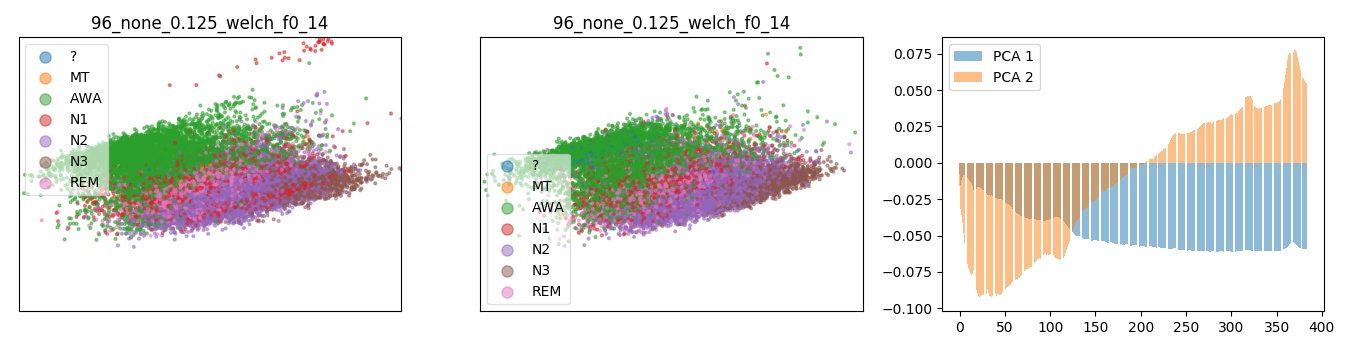 96_none_0.125_welch_f0_14
?
MT
AWA
N1
N2
N3
REM
96_none_0.125_welch_f0_14
?
MT
AWA
N1
N2
N3
REM
PCA 1
PCA 2
0.075
0.050
0.025
0.000
−0.025
−0.050
−0.075
−0.100
0 50 100 150 200 250 300 350 400